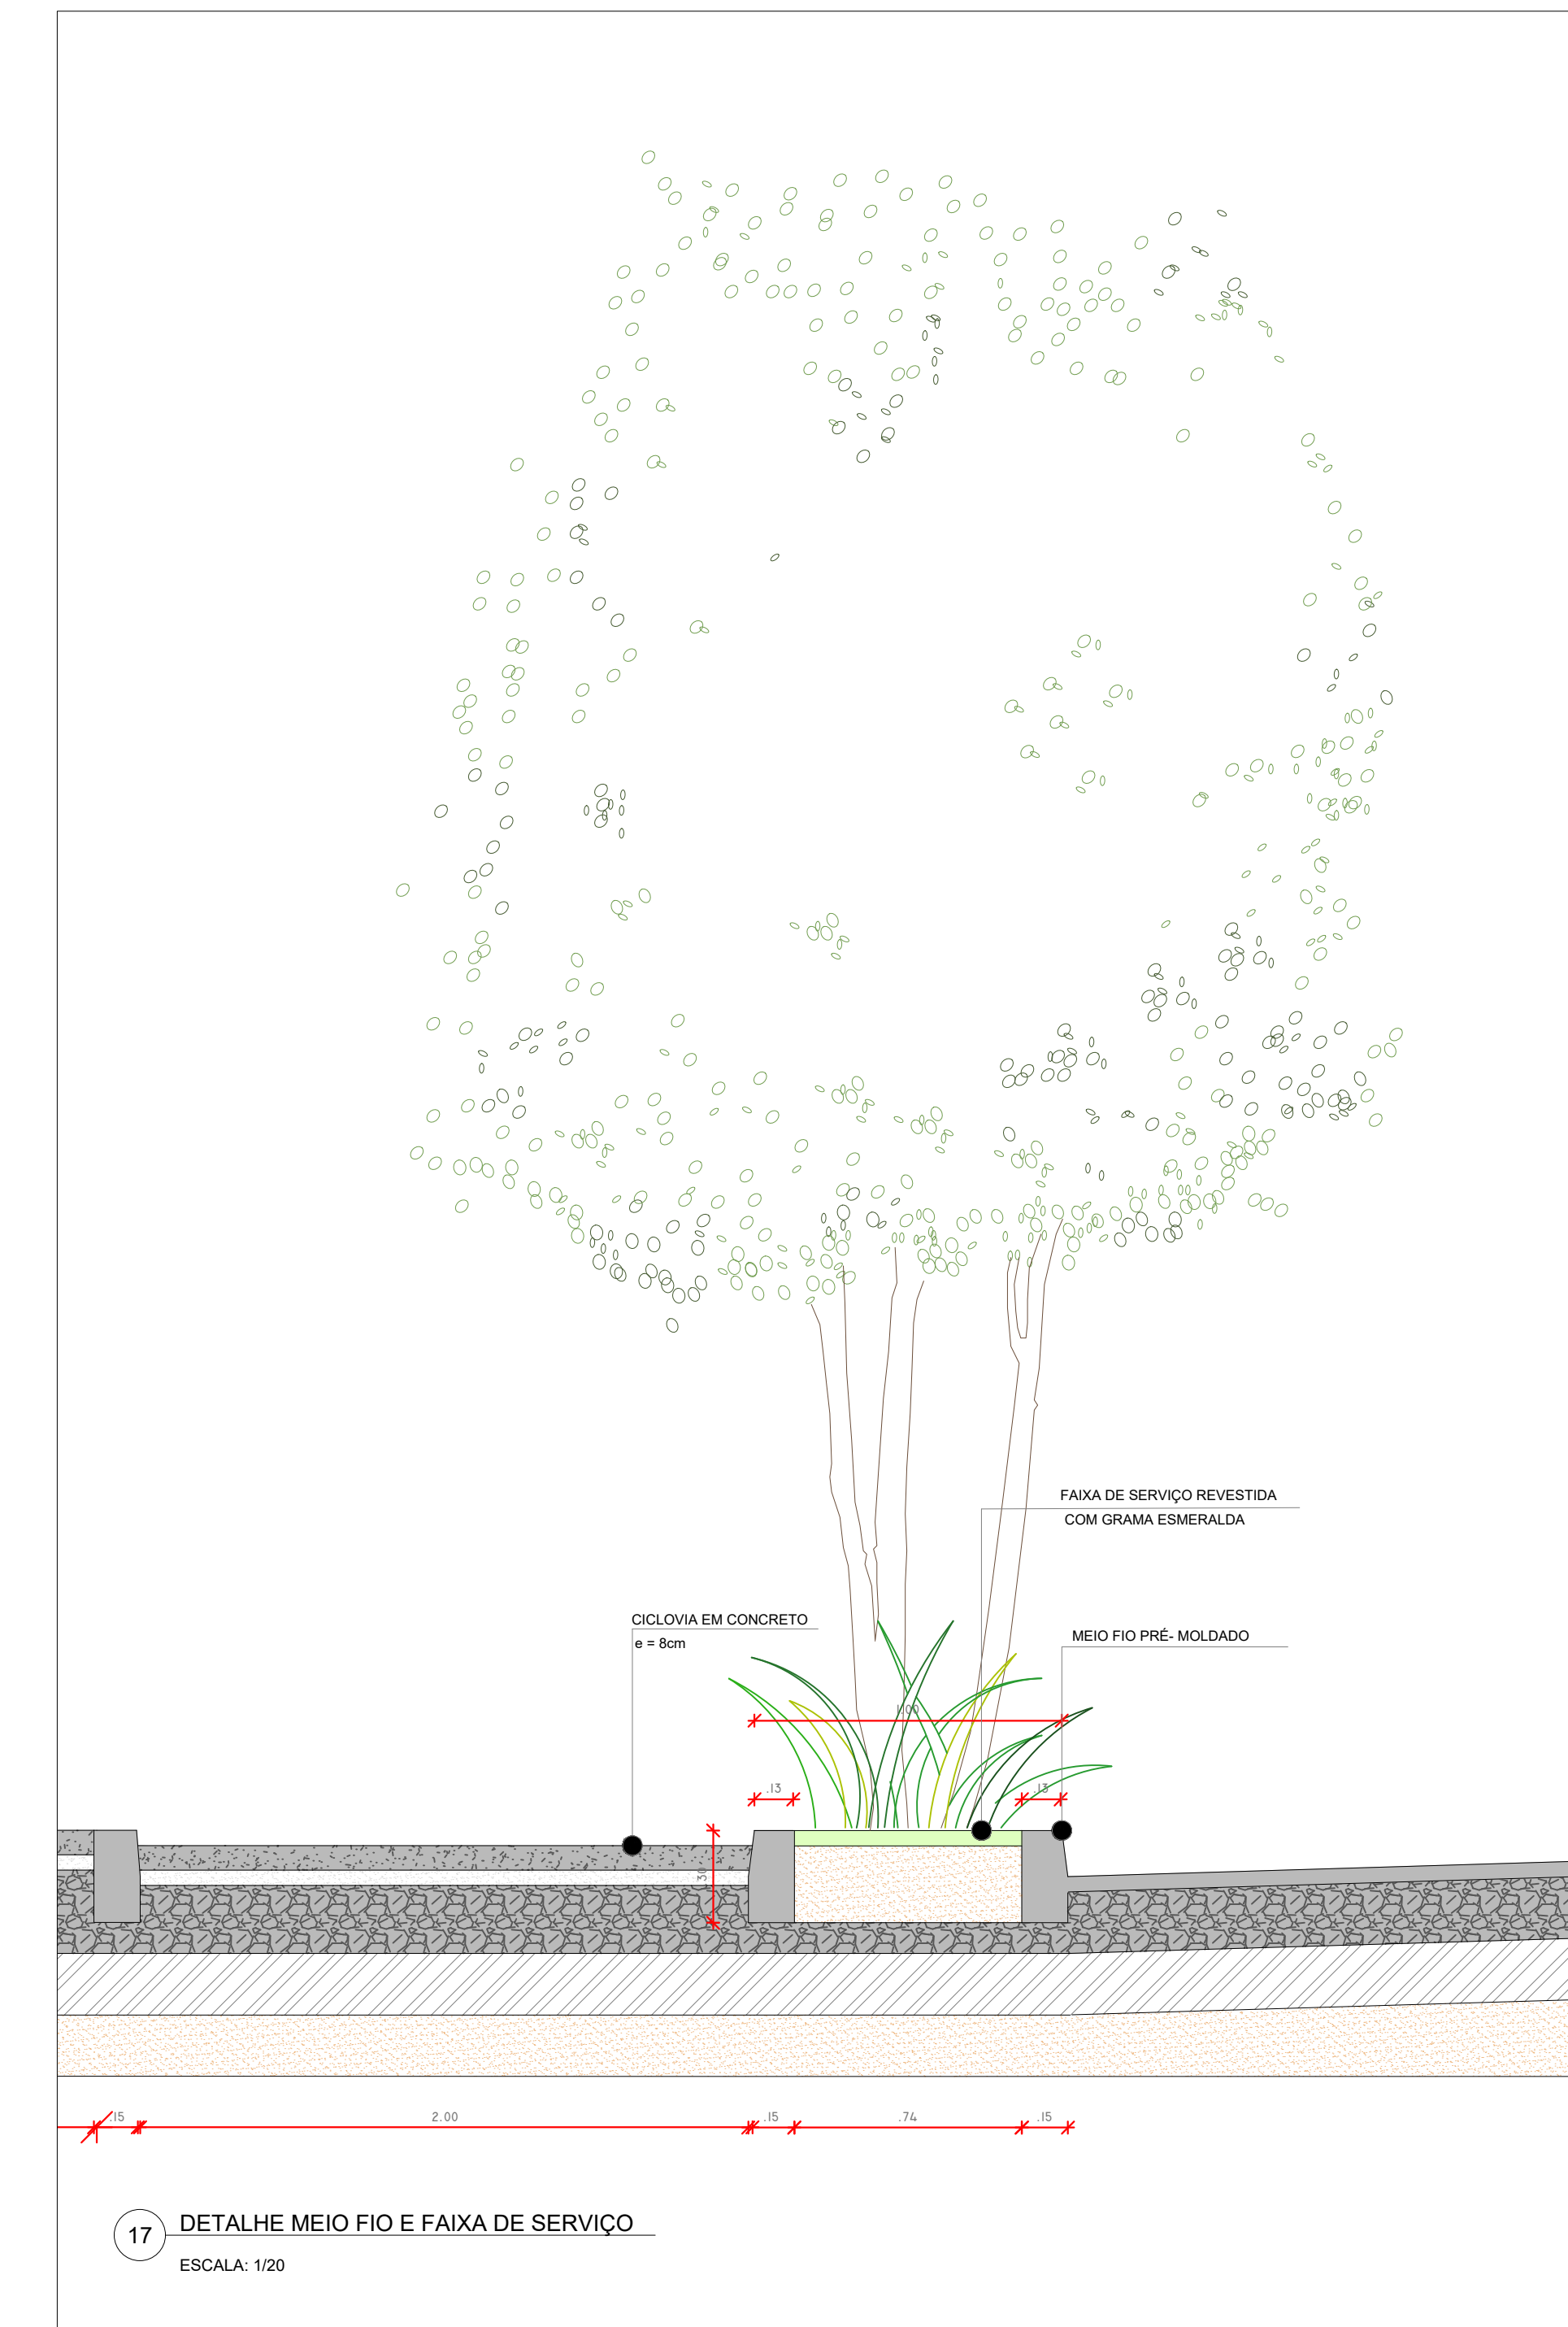 FAIXA DE SERVIÇO REVESTIDA
COM GRAMA ESMERALDA
CICLOVIA EM CONCRETO
e = 8cm
MEIO FIO PRÉ- MOLDADO
1.00
.13
.13
.30
.15
2.00
.15
.74
.15
17
DETALHE MEIO FIO E FAIXA DE SERVIÇO
ESCALA: 1/20